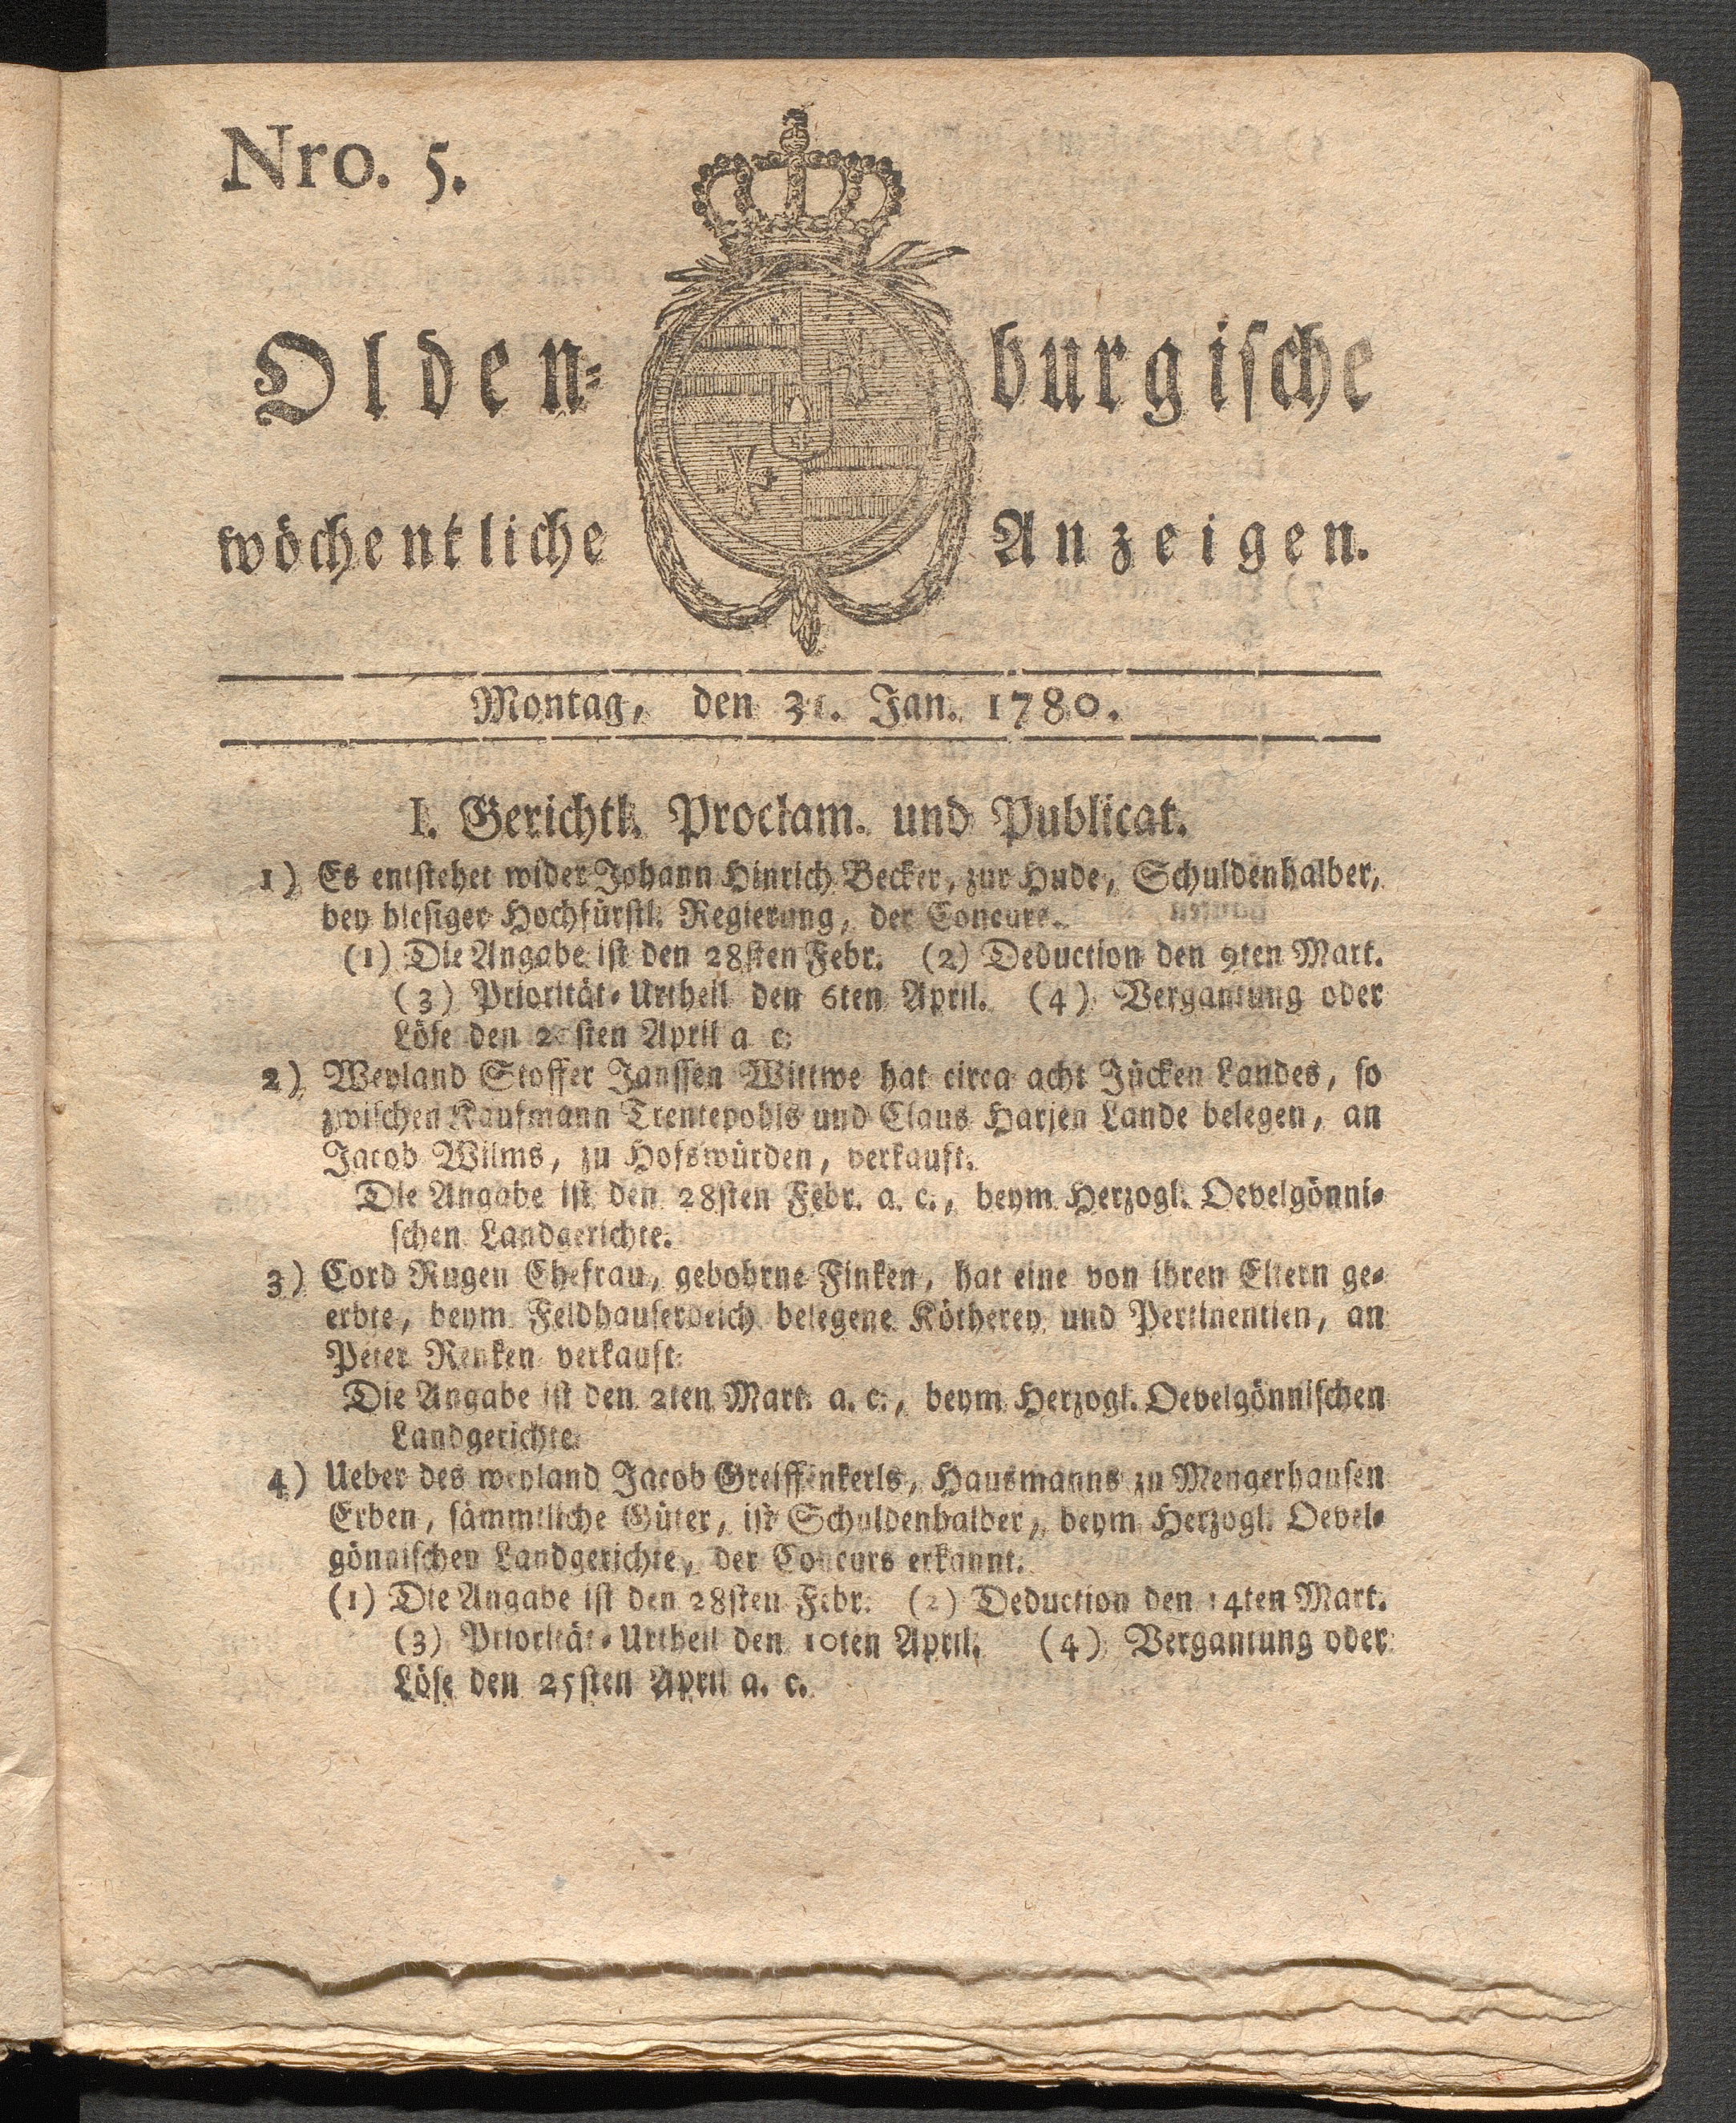 Nro. 5.
Olden- burgische
wöchentliche Anzeigen.
Montag, den 31. Jan. 1780.
I. Gerichtl. Proclam. und Publicat.
1) Es entstehet wider Johann Hinrich Becker, zur Hude, Schuldenhalber,
bey hiesiger Hochfürstl. Regierung, der Concurs.
(1) Die Angabe ist den 28sten Febr. (2) Deduction den 9ten Mart.
(3) Priorität-Urtheil den 6ten April. (4) Vergantung oder
Löse den sten April a c.
2) Weyland Stoffer Janssen Wittwe hat circa acht Jücken Landes, so
zwischen Kaufmann Trentepohls und Claus Harjen Lande belegen, an
Jacob Wilms, zu Hofswürden, verkauft.
Die Angabe ist den 28sten Febr. a. c., beym Herzogl. Oevelgönni-
schen Landgerichte.
3) Cord Rugen Ehefrau, gebohrne Finken, hat eine von ihren Eltern ge-
erbte, beym Feldhauserdeich belegene Kötherey und Pertinentien, an
Peter Renken verkauft.
Die Angabe ist den 2ten Mart. a. c., beym Herzogl. Oevelgönnischen
Landgerichte.
4) Ueber des weyland Jacob Greiffenkerls, Hausmanns zu Mengerhausen
Erben, sämmtliche Güter, ist Schuldenhalber, beym Herzogl. Oevel-
gönnischen Landgerichte, der Concurs erkannt.
(1) Die Angabe ist den 28sten Febr. (2) Deduction den 14ten Mart.
(3) Priorität-Urtheil den 10ten April. (4) Vergantung oder
Löse den 25sten April a. c.